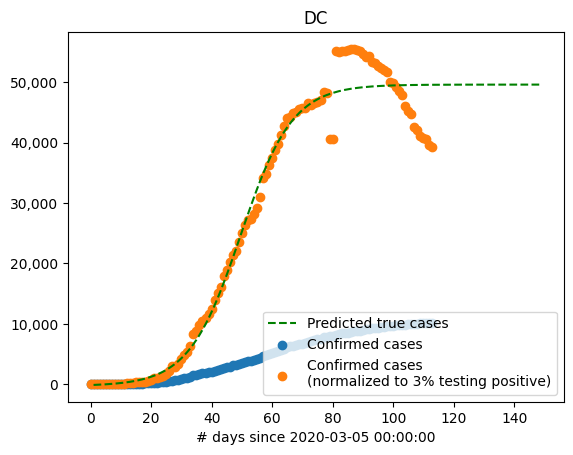 DC
50,000
40,000
30,000
20,000
10,000
0
Predicted true cases
Confirmed cases
Confirmed cases
(normalized to 3% testing positive)
0 20 40 60 80 100 120 140
# days since 2020-03-05 00:00:00